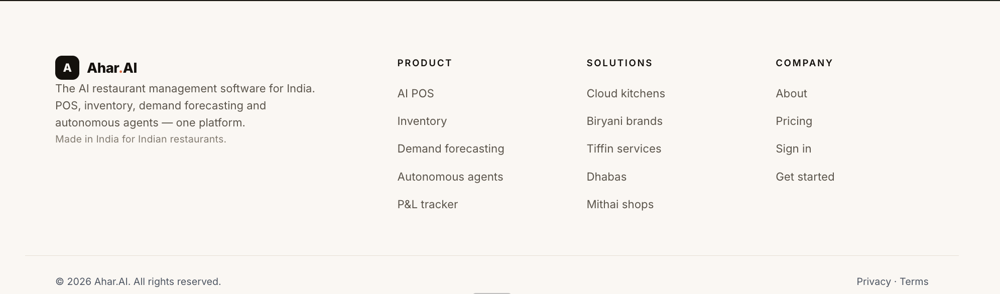 A
Ahar.AI
The AI restaurant management software for India.
POS, inventory, demand forecasting and
autonomous agents — one platform.
Made in India for Indian restaurants.
PRODUCT
AI POS
Inventory
Demand forecasting
Autonomous agents
P&L tracker
SOLUTIONS
Cloud kitchens
Biryani brands
Tiffin services
Dhabas
Mithai shops
COMPANY
About
Pricing
Sign in
Get started
© 2026 Ahar.AI. All rights reserved.
Privacy · Terms